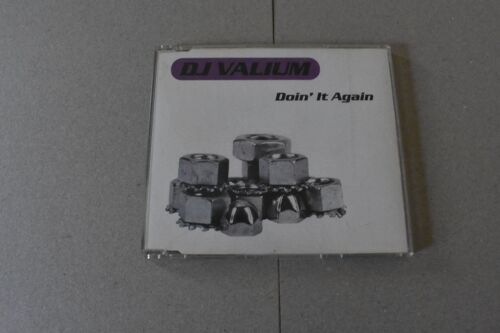 DJ VALIUM
Doin' It Again